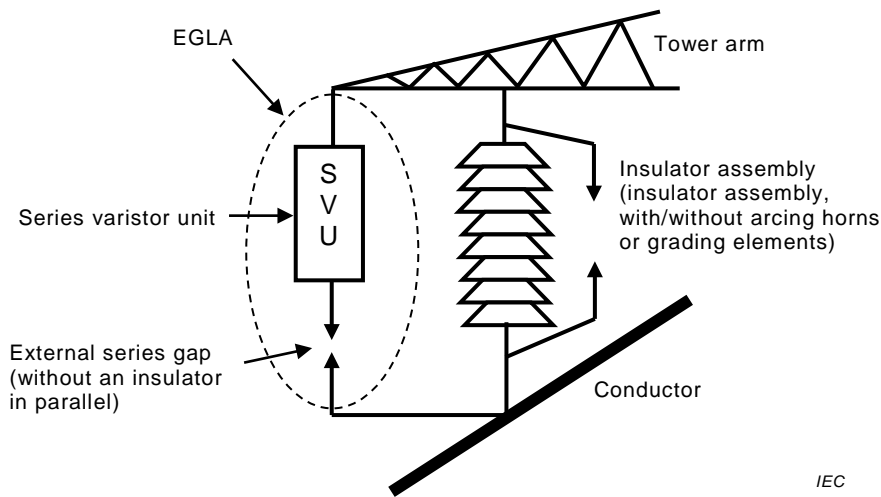 EGLA
Tower arm
S
V
U
Insulator assembly
(insulator assembly,
with/without arcing horns
or grading elements)
Series varistor unit
External series gap
(without an insulator
in parallel)
Conductor
IEC